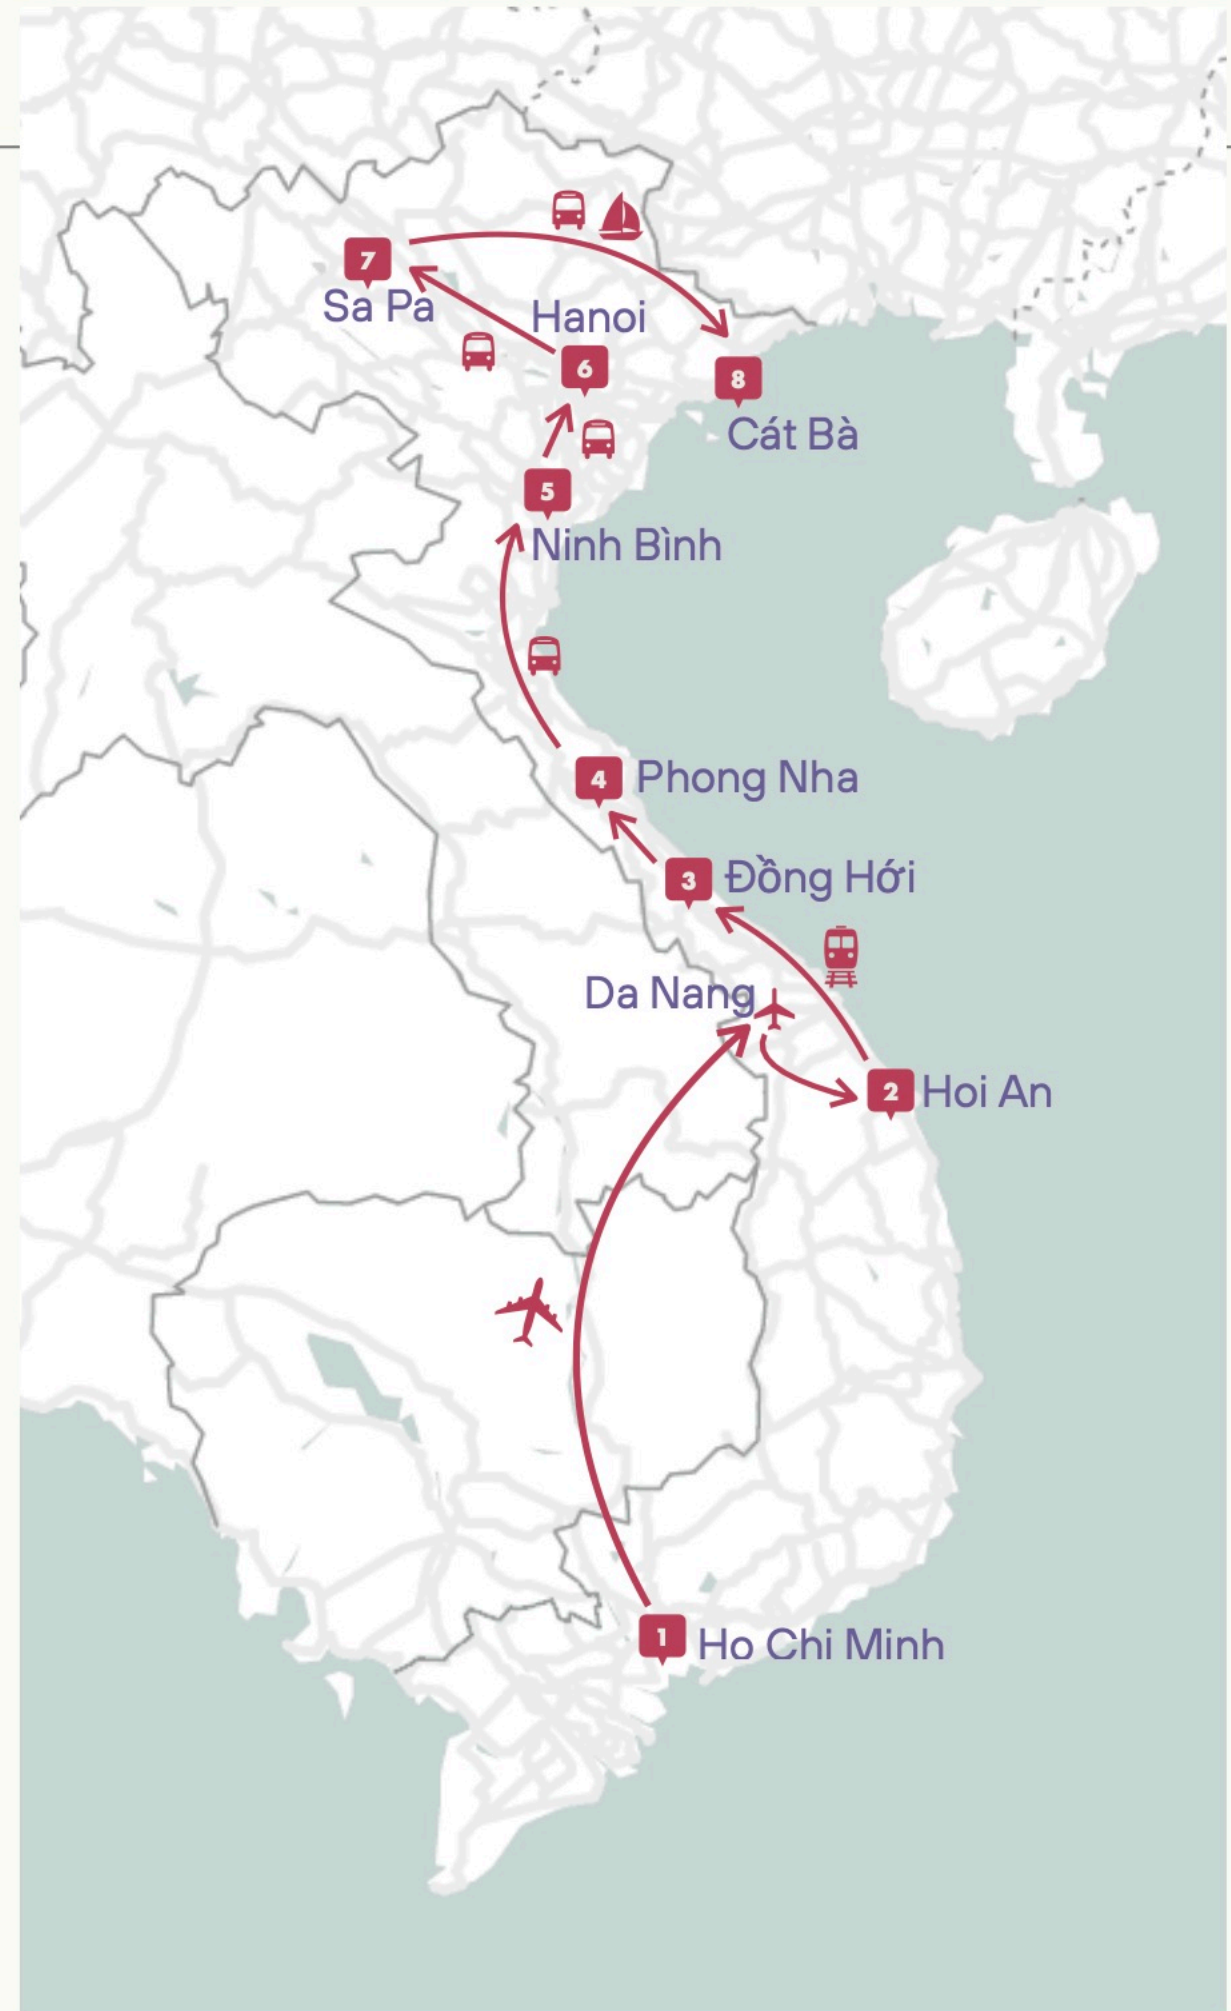 7
Sa Pa
Hanoi
6
8
Cát Bà
5
Ninh Bình
4
Phong Nha
3
Đồng Hới
Da Nang
2
Hoi An
1
Ho Chi Minh